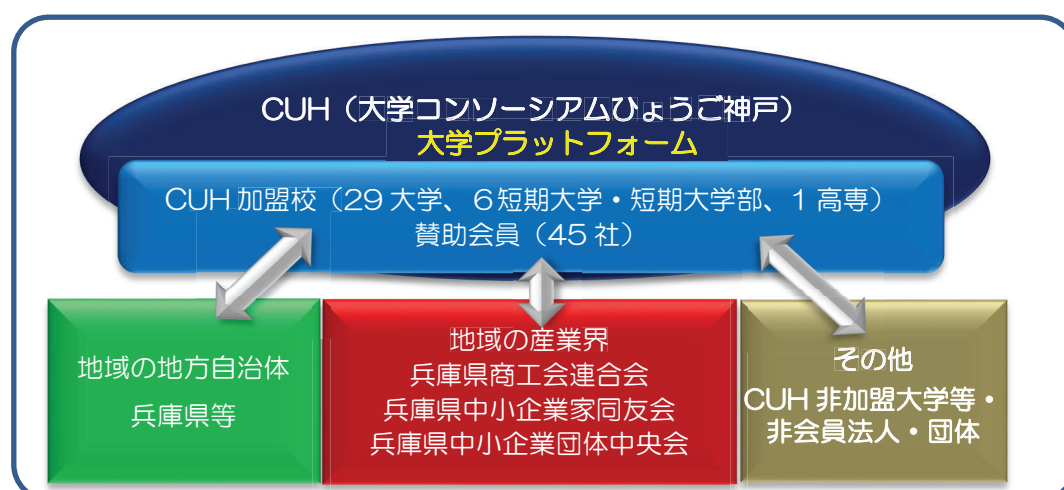 CUH（大学コンソーシアムひょうご神戸）
大学プラットフォーム
CUH 加盟校（29 大学、6 短期大学・短期大学部、1 高専）
賛助会員（45 社）
地域の地方自治体
兵庫県等
地域の産業界
兵庫県商工会連合会
兵庫県中小企業家同友会
兵庫県中小企業団体中央会
その他
CUH 非加盟大学等・
非会員法人・団体